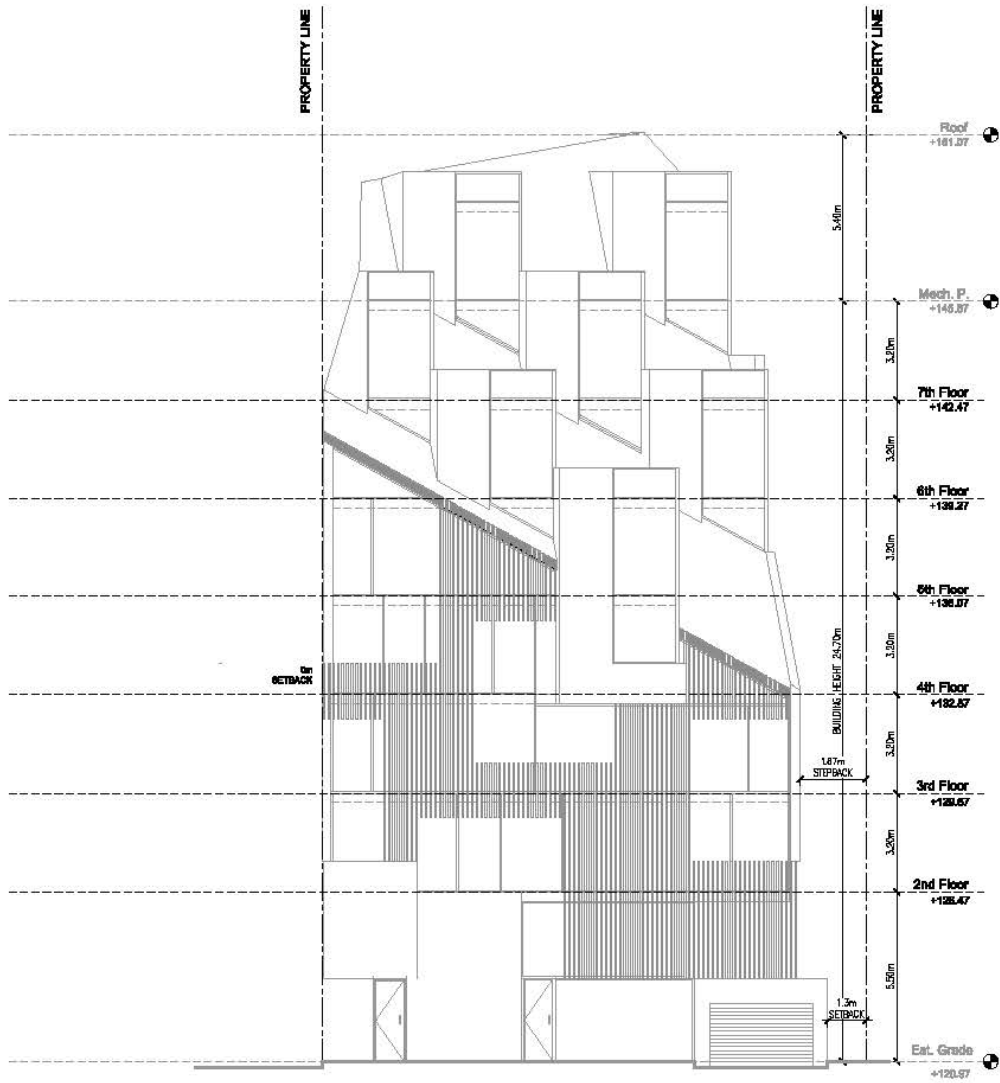 PROPERTY LINE
PROPERTY LINE
Roof
+151.07
5.40m
Mech. P.
+145.67
3.20m
7th Floor
+142.47
3.20m
6th Floor
+139.27
3.20m
5th Floor
+136.07
3.20m
BUILDING HEIGHT 24.70m
0m
SETBACK
4th Floor
+132.87
3.20m
1.67m
STEPBACK
3rd Floor
+129.67
3.20m
2nd Floor
+126.47
5.50m
1.3m
SETBACK
Est. Grade
+120.97